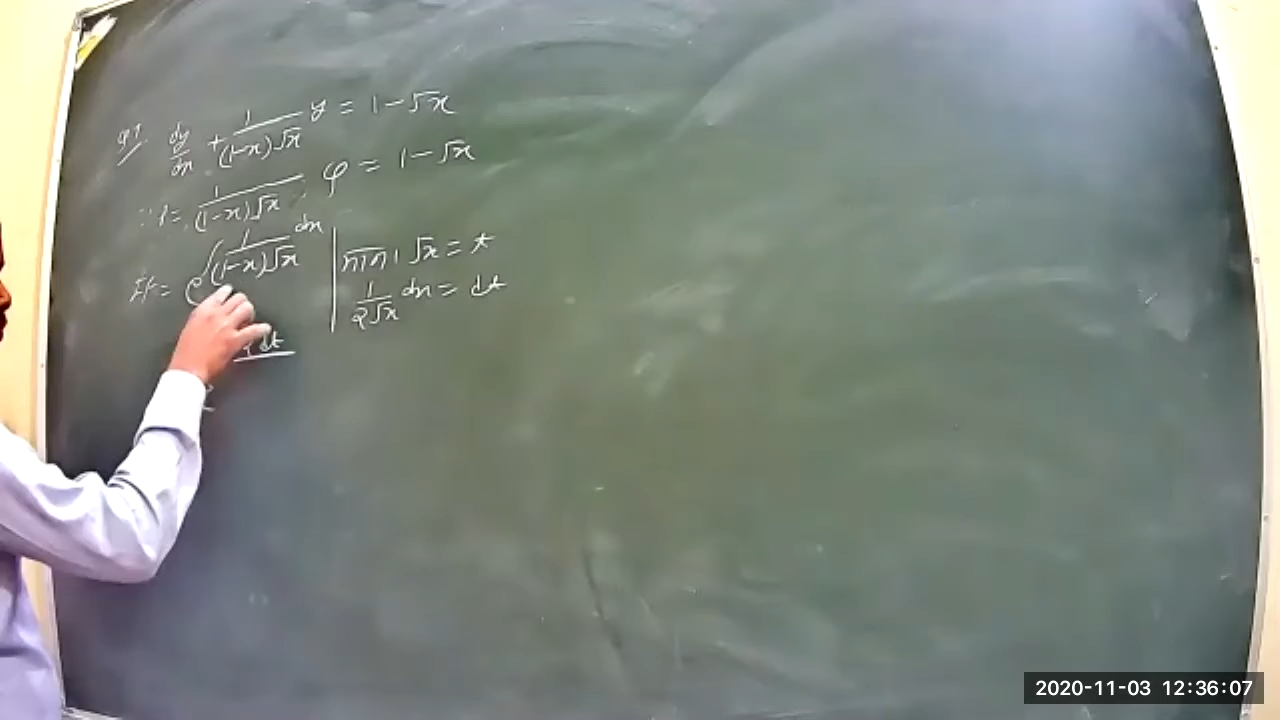 Q1. dy/dx + 1/((1-x)√x) y = 1-√x
∴ P = 1/((1-x)√x), Q = 1-√x
IF = e^∫ 1/((1-x)√x) dx
माना √x = t
1/(2√x) dx = dt
2dt
2020-11-03 12:36:07